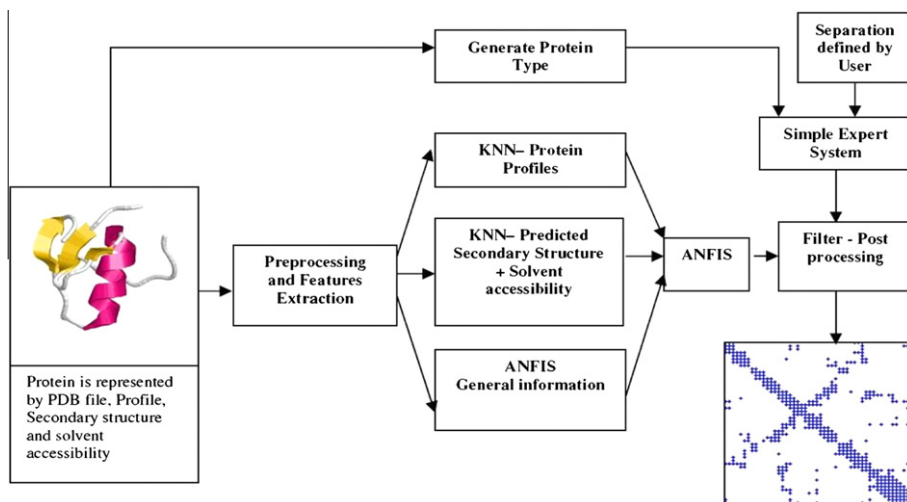 Generate Protein
Type
Separation
defined by
User
Simple Expert
System
KNN– Protein
Profiles
KNN– Predicted
Secondary Structure
+ Solvent
accessibility
ANFIS
General information
Preprocessing
and Features
Extraction
ANFIS
Filter - Post
processing
Protein is represented
by PDB file, Profile,
Secondary structure
and solvent
accessibility